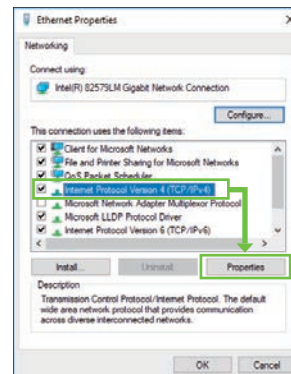 Ethernet Properties
Networking
Connect using:
Intel(R) 82579LM Gigabit Network Connection
Configure...
This connection uses the following items:
Client for Microsoft Networks
File and Printer Sharing for Microsoft Networks
QoS Packet Scheduler
Internet Protocol Version 4 (TCP/IPv4)
Microsoft Network Adapter Multiplexor Protocol
Microsoft LLDP Protocol Driver
Internet Protocol Version 6 (TCP/IPv6)
Install...
Uninstall
Properties
Description
Transmission Control Protocol/Internet Protocol. The default
wide area network protocol that provides communication
across diverse interconnected networks.
OK
Cancel